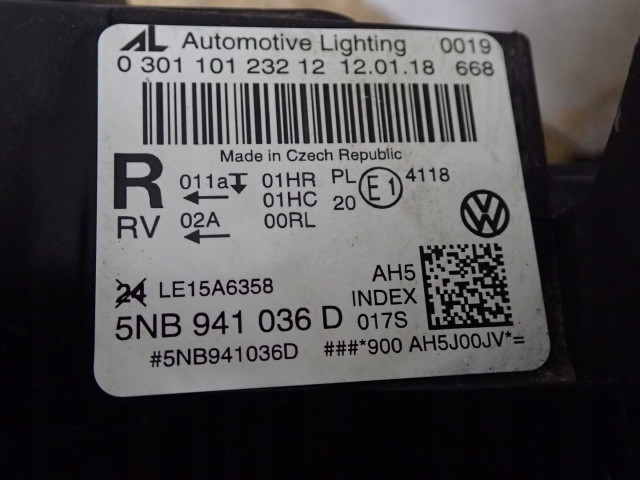 AL Automotive Lighting 0019
0 301 101 232 12 12.01.18 668
Made in Czech Republic
R 011a 01HR PL E1 4118
01HC 20
RV 02A 00RL
24 LE15A6358 AH5
INDEX
5NB 941 036 D 017S
#5NB941036D ###*900 AH5J00JV*=